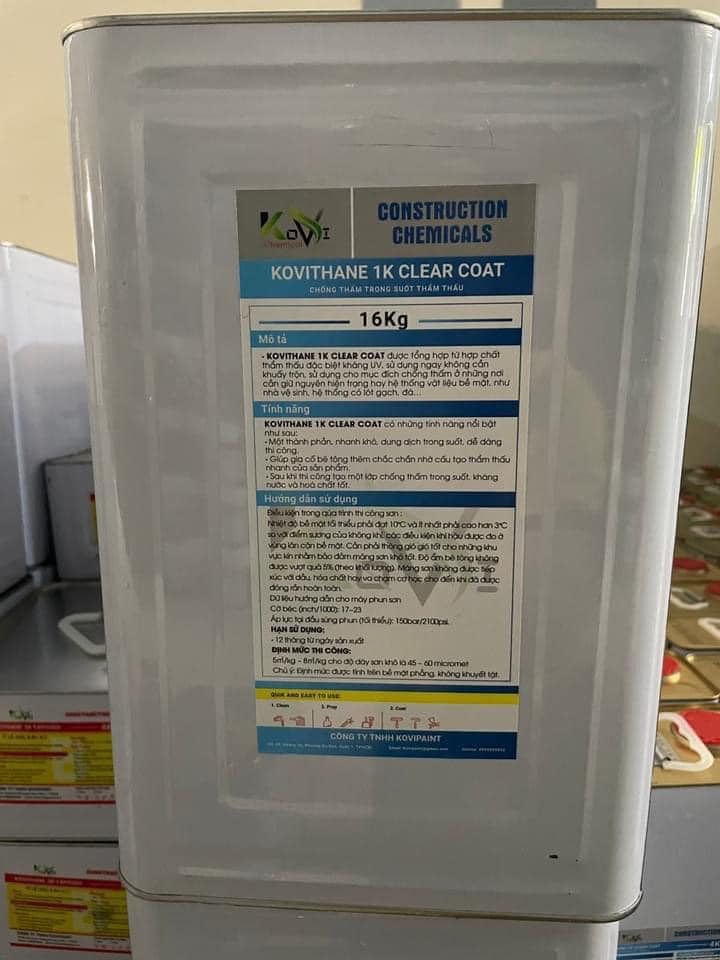 KOVI
Chemical
CONSTRUCTION
CHEMICALS
KOVITHANE 1K CLEAR COAT
CHỐNG THẤM TRONG SUỐT THẨM THẤU
16Kg
Mô tả
- KOVITHANE 1K CLEAR COAT được tổng hợp từ hợp chất
thẩm thấu đặc biệt kháng UV, sử dụng ngay không cần
khuấy trộn, sử dụng cho mục đích chống thấm ở những nơi
cần giữ nguyên hiện trạng hay hệ thống vật liệu bề mặt, như
nhà vệ sinh, hệ thống có lót gạch, đá...
Tính năng
KOVITHANE 1K CLEAR COAT có những tính năng nổi bật
như sau:
- Một thành phần, nhanh khô, dung dịch trong suốt, dễ dàng
thi công.
- Giúp gia cố bê tông thêm chắc chắn nhờ cấu tạo thẩm thấu
nhanh của sản phẩm.
- Sau khi thi công tạo một lớp chống thấm trong suốt, kháng
nước và hoá chất tốt.
Hướng dẫn sử dụng
Điều kiện trong qúa trình thi công sơn :
Nhiệt độ bề mặt tối thiểu phải đạt 10°C và ít nhất phải cao hơn 3°C
so với điểm sương của không khí, các điều kiện khí hậu được đo ở
vùng lân cận bề mặt. Cần phải thông gió gió tốt cho những khu
vực kín nhằm bảo đảm màng sơn khô tốt. Độ ẩm bê tông không
được vượt quá 5% (theo khối lượng). Màng sơn không được tiếp
xúc với dầu, hóa chất hay va chạm cơ học cho đến khi đã được
đóng rắn hoàn toàn.
Dữ liệu hướng dẫn cho máy phun sơn
Cỡ béc (inch/1000): 17-23
Áp lực tại đầu súng phun (tối thiểu): 150bar/2100psi.
HẠN SỬ DỤNG:
- 12 tháng từ ngày sản xuất
ĐỊNH MỨC THI CÔNG:
5m²/kg - 8m²/kg cho độ dày sơn khô là 45 - 60 micromet
Chú ý: Định mức được tính trên bề mặt phẳng, không khuyết tật.
QUIK AND EASY TO USE:
1. Clean
2. Prep
3. Coat
CÔNG TY TNHH KOVIPAINT
CONSTRUCTION
1K CLEAR COAT